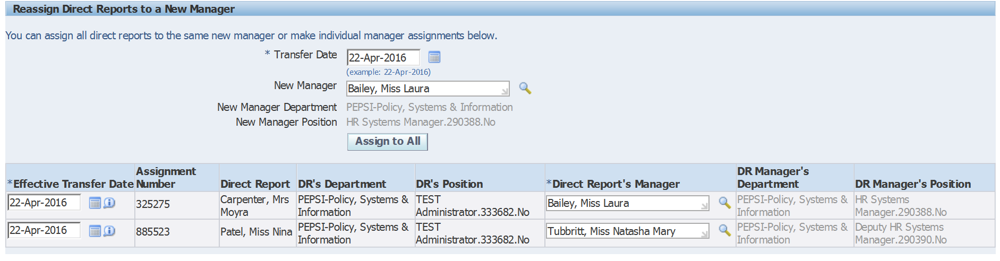 Reassign Direct Reports to a New Manager
You can assign all direct reports to the same new manager or make individual manager assignments below.
* Transfer Date 22-Apr-2016
(example: 22-Apr-2016)
New Manager Bailey, Miss Laura
New Manager Department PEPSI-Policy, Systems & Information
New Manager Position HR Systems Manager.290388.No
Assign to All
*Effective Transfer Date Assignment Number Direct Report DR's Department DR's Position *Direct Report's Manager DR Manager's Department DR Manager's Position
22-Apr-2016 325275 Carpenter, Mrs Moyra PEPSI-Policy, Systems & Information TEST Administrator.333682.No Bailey, Miss Laura PEPSI-Policy, Systems & Information HR Systems Manager.290388.No
22-Apr-2016 885523 Patel, Miss Nina PEPSI-Policy, Systems & Information TEST Administrator.333682.No Tubbritt, Miss Natasha Mary PEPSI-Policy, Systems & Information Deputy HR Systems Manager.290390.No